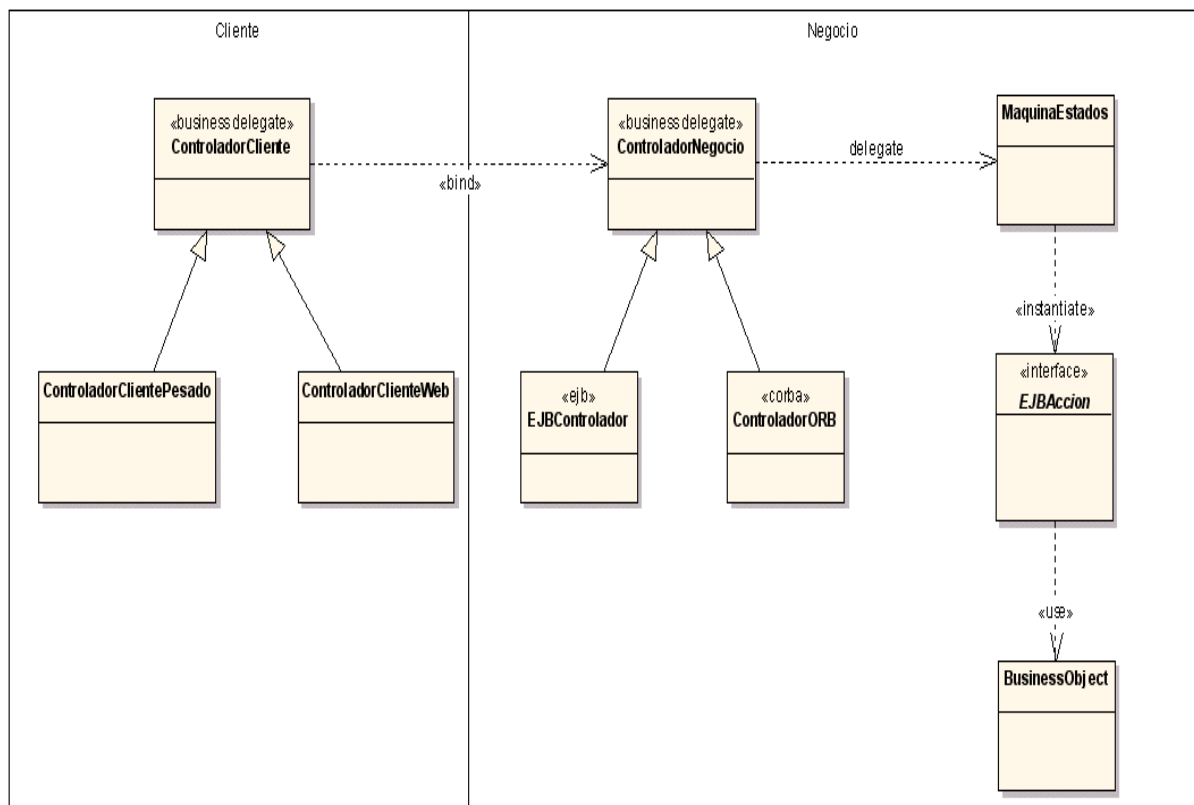 Cliente
Negocio
«business delegate»
ControladorCliente
«bind»
«business delegate»
ControladorNegocio
delegate
MaquinaEstados
«instantiate»
ControladorClientePesado
ControladorClienteWeb
«ejb»
EJBControlador
«corba»
ControladorORB
«interface»
EJBAccion
«use»
BusinessObject